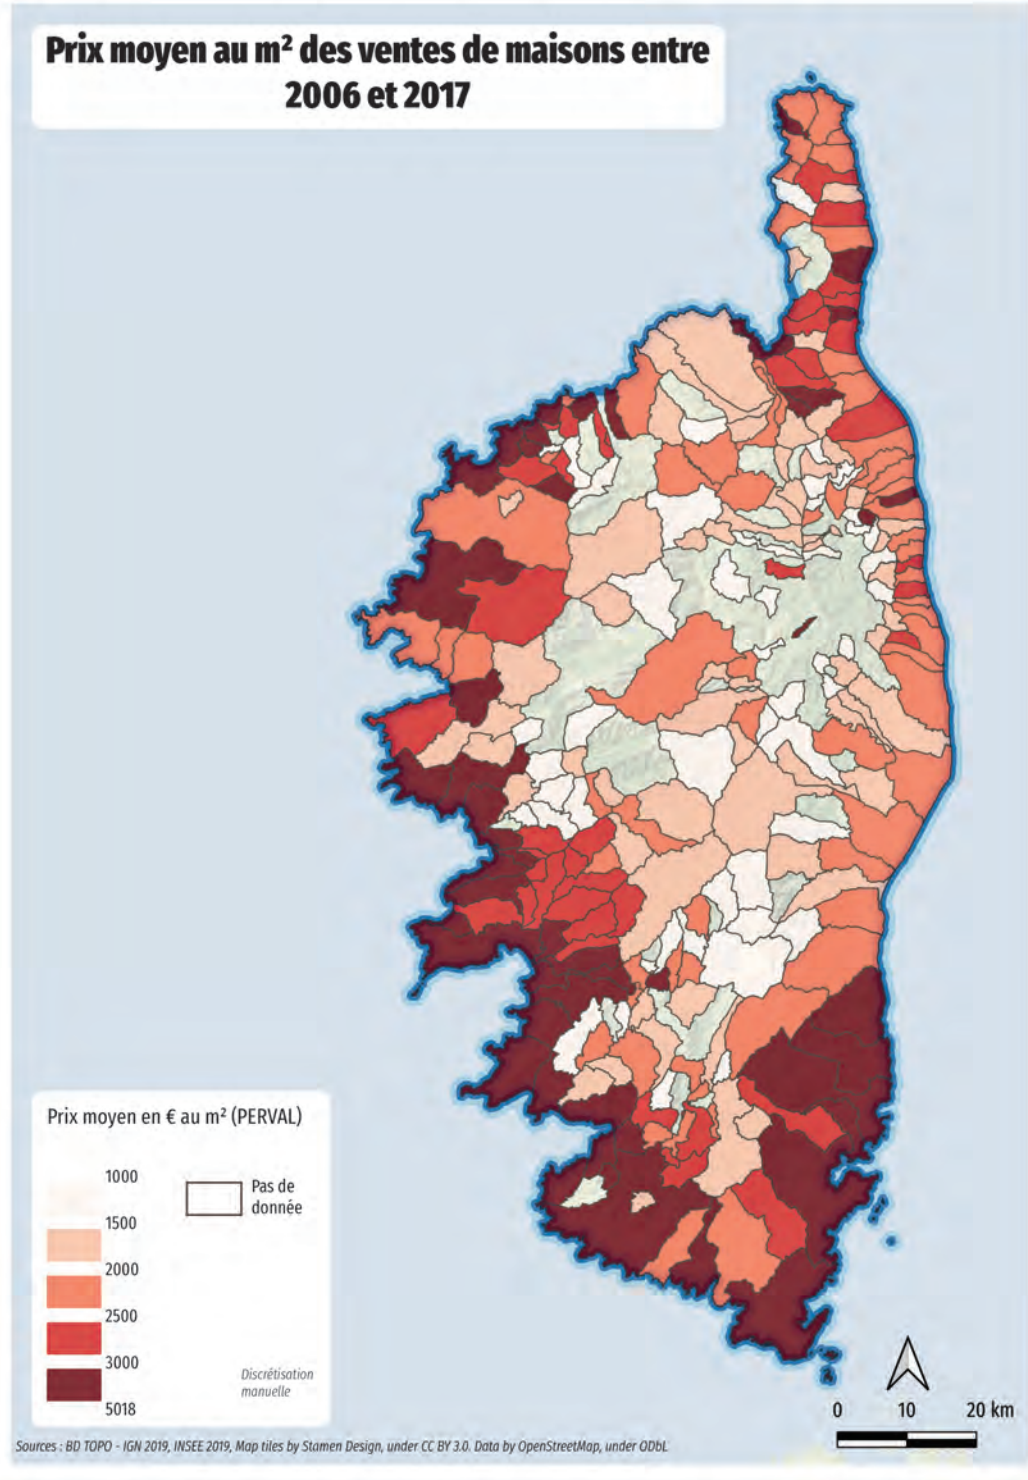 Prix moyen au m² des ventes de maisons entre
2006 et 2017
Prix moyen en € au m² (PERVAL)
1000
1500
2000
2500
3000
5018
Pas de
donnée
Discrétisation
manuelle
0 10 20 km
Sources : BD TOPO - IGN 2019, INSEE 2019, Map tiles by Stamen Design, under CC BY 3.0. Data by OpenStreetMap, under ODbL